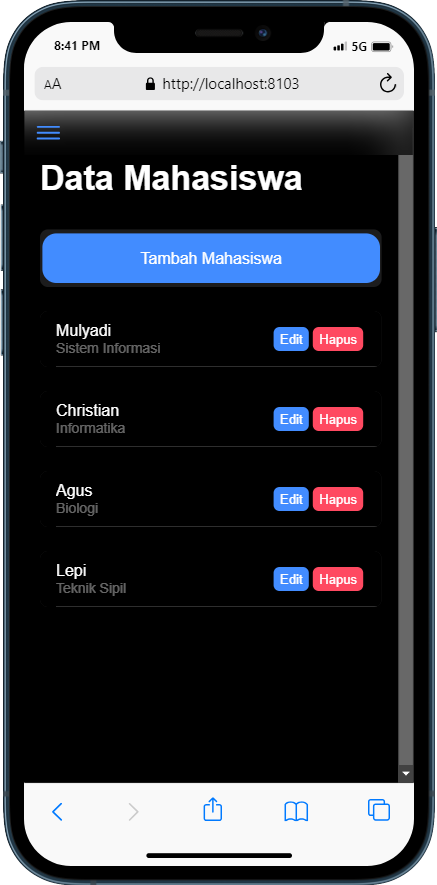 8:41 PM
5G
AA
http://localhost:8103
Data Mahasiswa
Tambah Mahasiswa
Mulyadi
Sistem Informasi
Edit Hapus
Christian
Informatika
Edit Hapus
Agus
Biologi
Edit Hapus
Lepi
Teknik Sipil
Edit Hapus